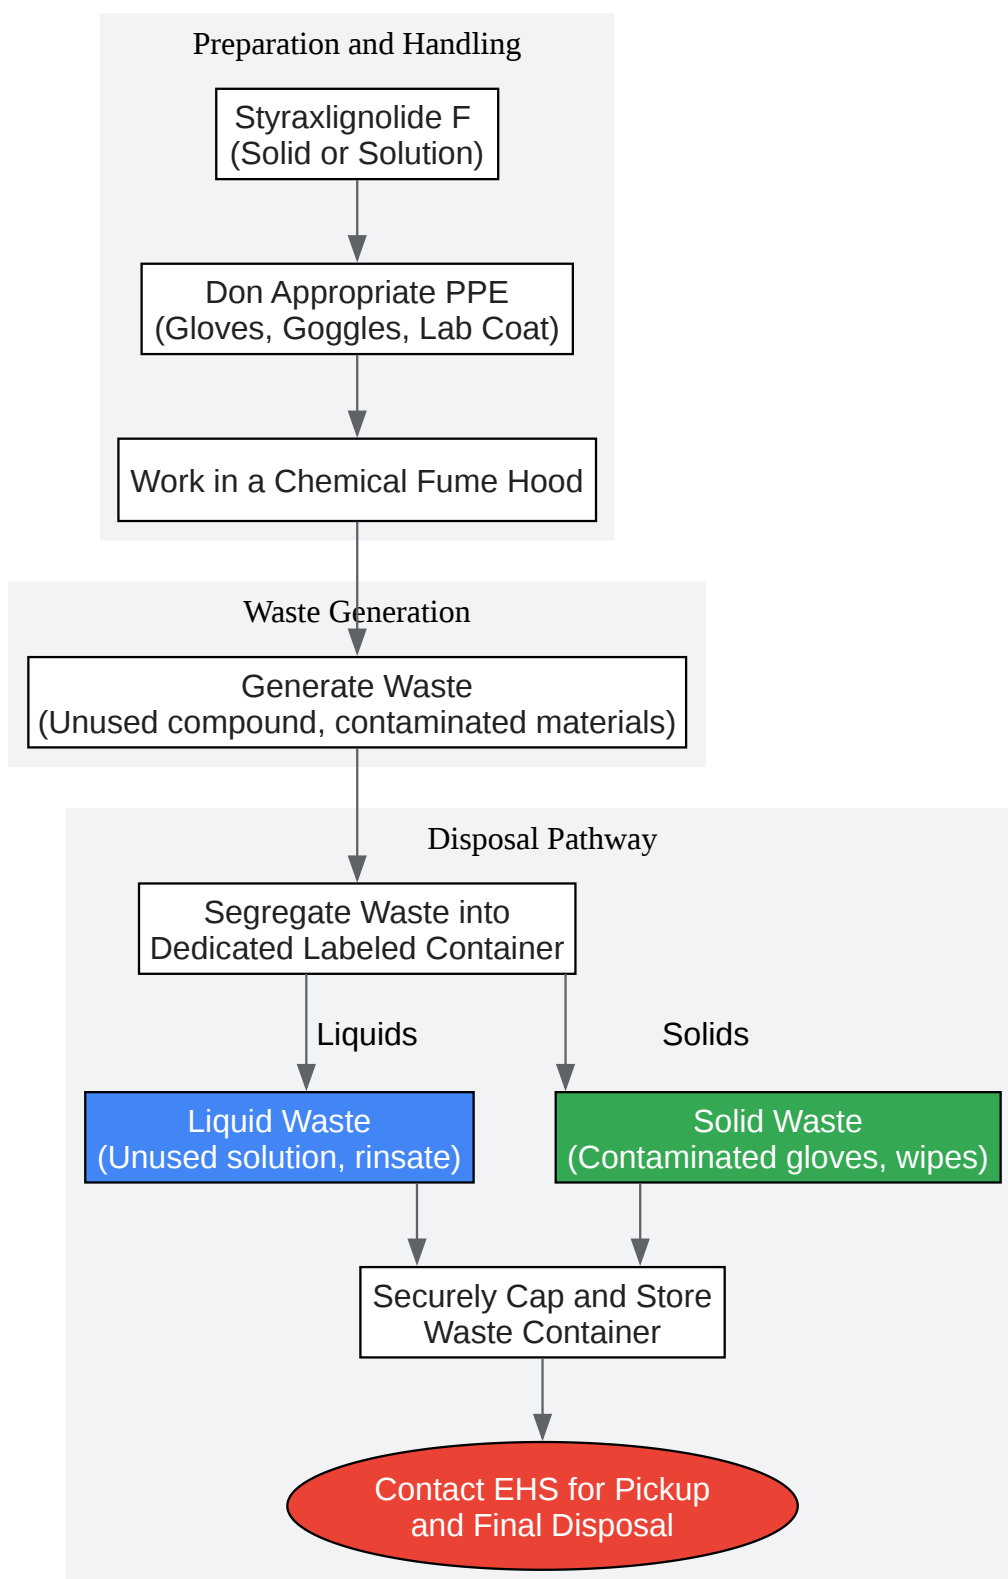 Preparation and Handling
Styraxlignolide F
(Solid or Solution)
Don Appropriate PPE
(Gloves, Goggles, Lab Coat)
Work in a Chemical Fume Hood
Waste Generation
Generate Waste
(Unused compound, contaminated materials)
Disposal Pathway
Segregate Waste into
Dedicated Labeled Container
Liquids
Solids
Liquid Waste
(Unused solution, rinsate)
Solid Waste
(Contaminated gloves, wipes)
Securely Cap and Store
Waste Container
Contact EHS for Pickup
and Final Disposal